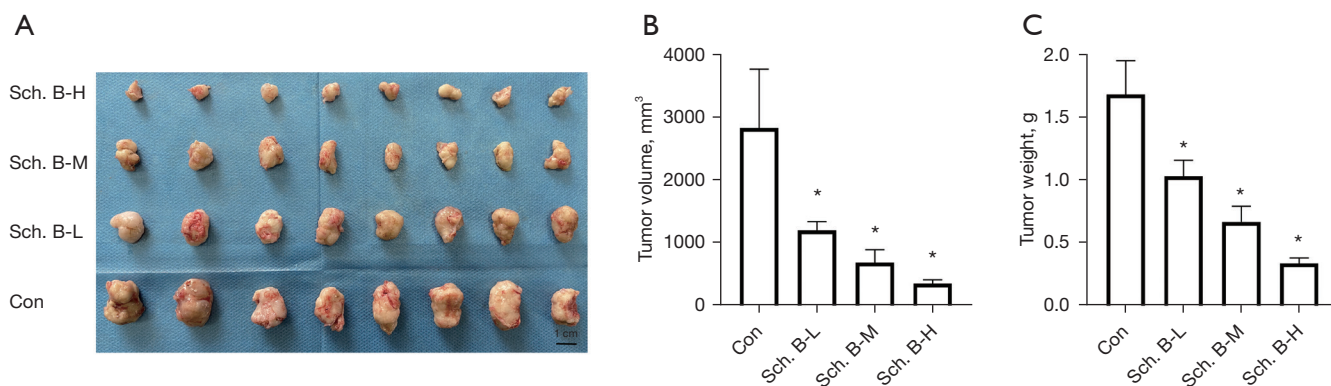 A
Sch. B-H
Sch. B-M
Sch. B-L
Con
1 cm
B
Tumor volume, mm³
4000
3000
2000
1000
0
*
*
*
Con
Sch. B-L
Sch. B-M
Sch. B-H
C
Tumor weight, g
2.0
1.5
1.0
0.5
0.0
*
*
*
Con
Sch. B-L
Sch. B-M
Sch. B-H